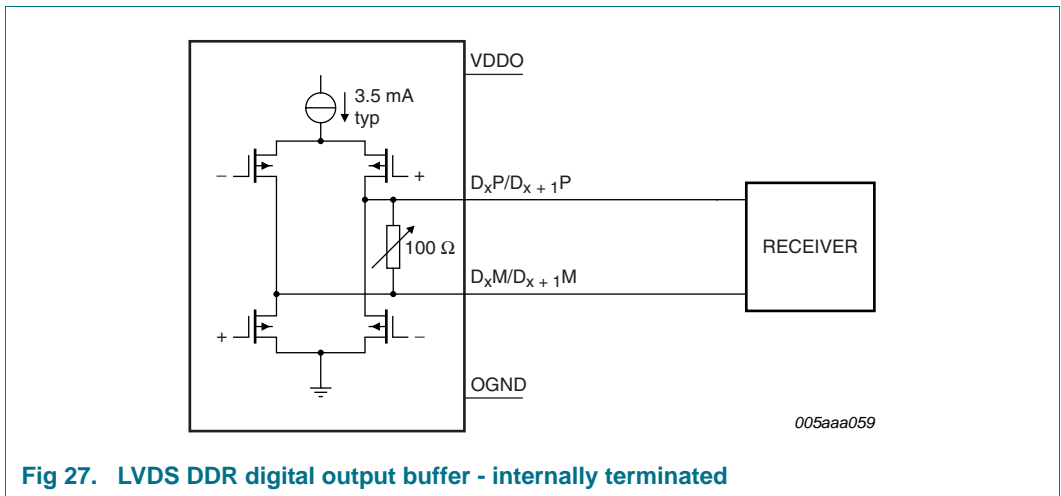 VDDO
3.5 mA
typ
− +
DxP/Dx + 1P
100 Ω
RECEIVER
DxM/Dx + 1M
+ −
OGND
005aaa059
Fig 27. LVDS DDR digital output buffer - internally terminated